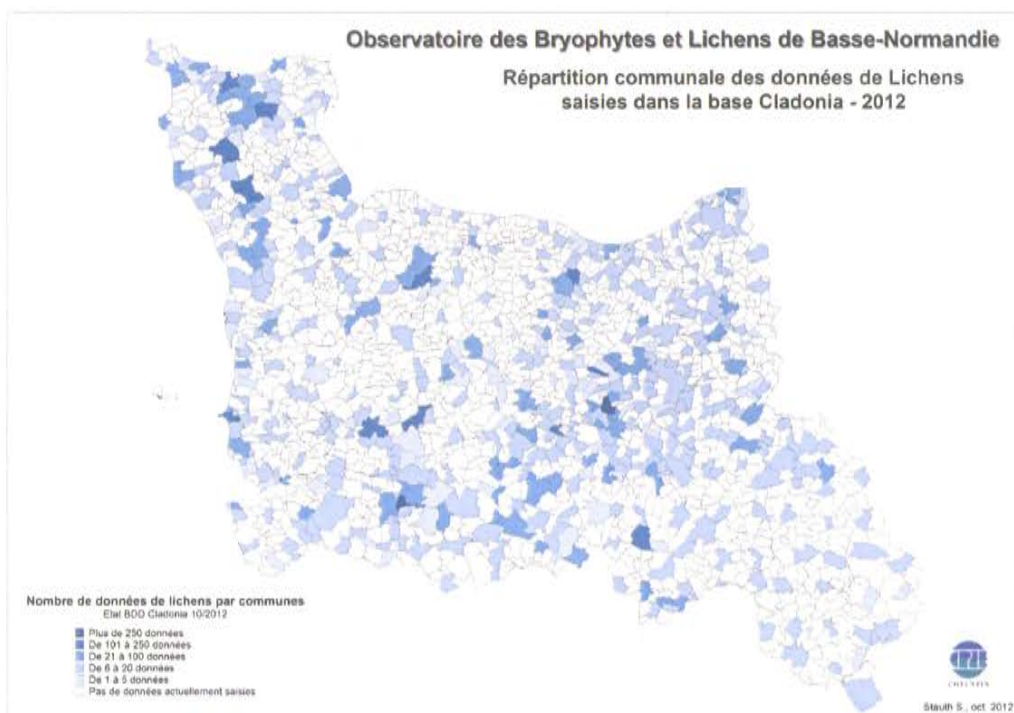 Observatoire des Bryophytes et Lichens de Basse-Normandie
Répartition communale des données de Lichens
saisies dans la base Cladonia - 2012
Nombre de données de lichens par communes
Etat BDD Cladonia 10/2012
Plus de 250 données
De 101 à 250 données
De 21 à 100 données
De 6 à 20 données
De 1 à 5 données
Pas de données actuellement saisies
Stauth S., oct. 2012